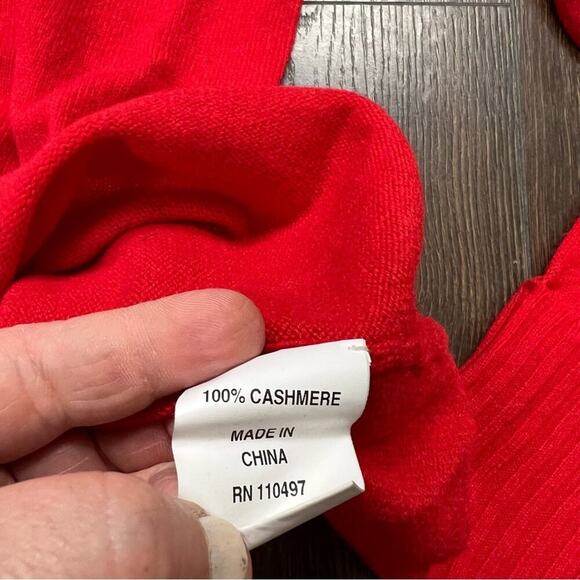 100% CASHMERE
MADE IN
CHINA
RN 110497